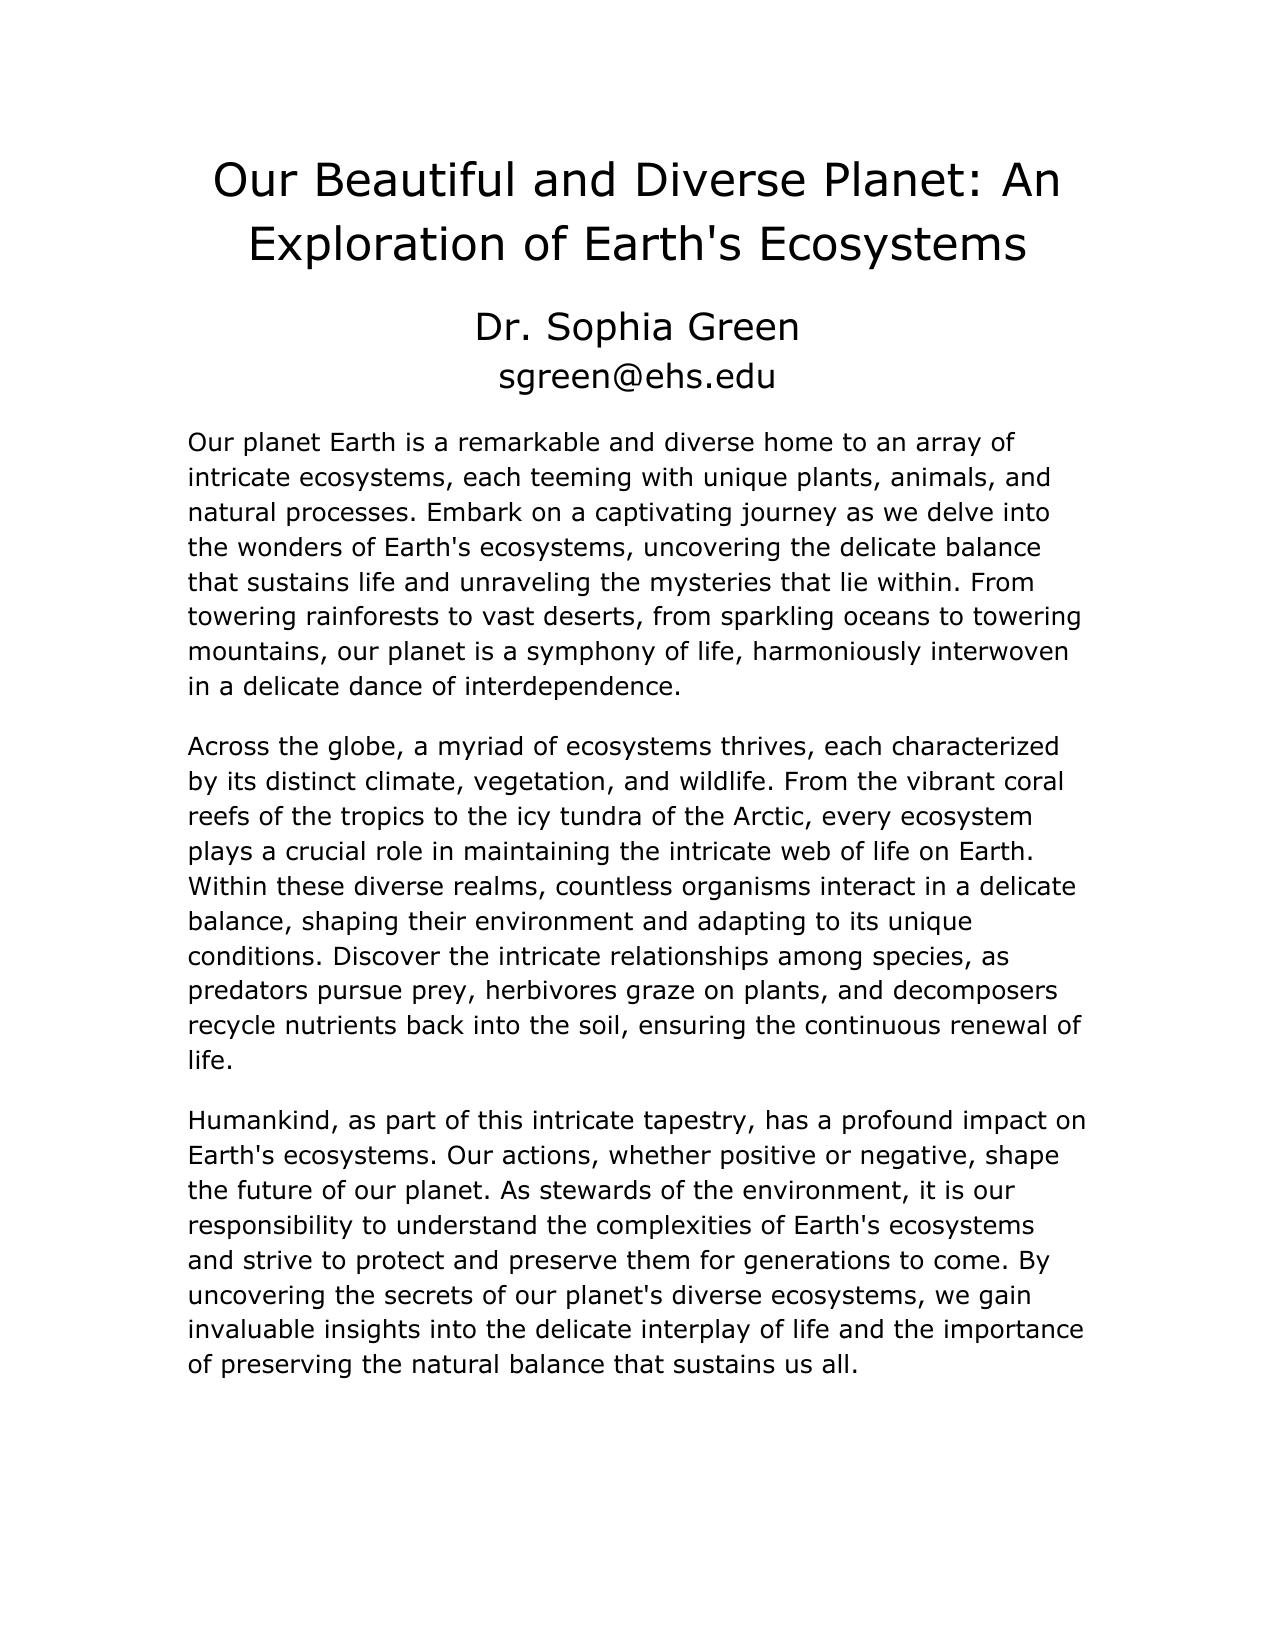 Our Beautiful and Diverse Planet: An
Exploration of Earth's Ecosystems
Dr. Sophia Green
sgreen@ehs.edu
Our planet Earth is a remarkable and diverse home to an array of
intricate ecosystems, each teeming with unique plants, animals, and
natural processes. Embark on a captivating journey as we delve into
the wonders of Earth's ecosystems, uncovering the delicate balance
that sustains life and unraveling the mysteries that lie within. From
towering rainforests to vast deserts, from sparkling oceans to towering
mountains, our planet is a symphony of life, harmoniously interwoven
in a delicate dance of interdependence.
Across the globe, a myriad of ecosystems thrives, each characterized
by its distinct climate, vegetation, and wildlife. From the vibrant coral
reefs of the tropics to the icy tundra of the Arctic, every ecosystem
plays a crucial role in maintaining the intricate web of life on Earth.
Within these diverse realms, countless organisms interact in a delicate
balance, shaping their environment and adapting to its unique
conditions. Discover the intricate relationships among species, as
predators pursue prey, herbivores graze on plants, and decomposers
recycle nutrients back into the soil, ensuring the continuous renewal of
life.
Humankind, as part of this intricate tapestry, has a profound impact on
Earth's ecosystems. Our actions, whether positive or negative, shape
the future of our planet. As stewards of the environment, it is our
responsibility to understand the complexities of Earth's ecosystems
and strive to protect and preserve them for generations to come. By
uncovering the secrets of our planet's diverse ecosystems, we gain
invaluable insights into the delicate interplay of life and the importance
of preserving the natural balance that sustains us all.